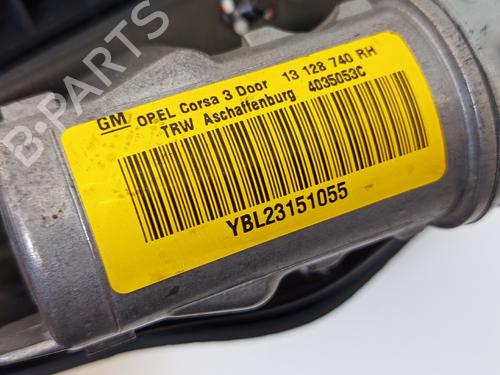 GM OPEL Corsa 3 Door 13 128 740 RH
TRW Aschaffenburg 4035053C
YBL23151055
B-PARTS